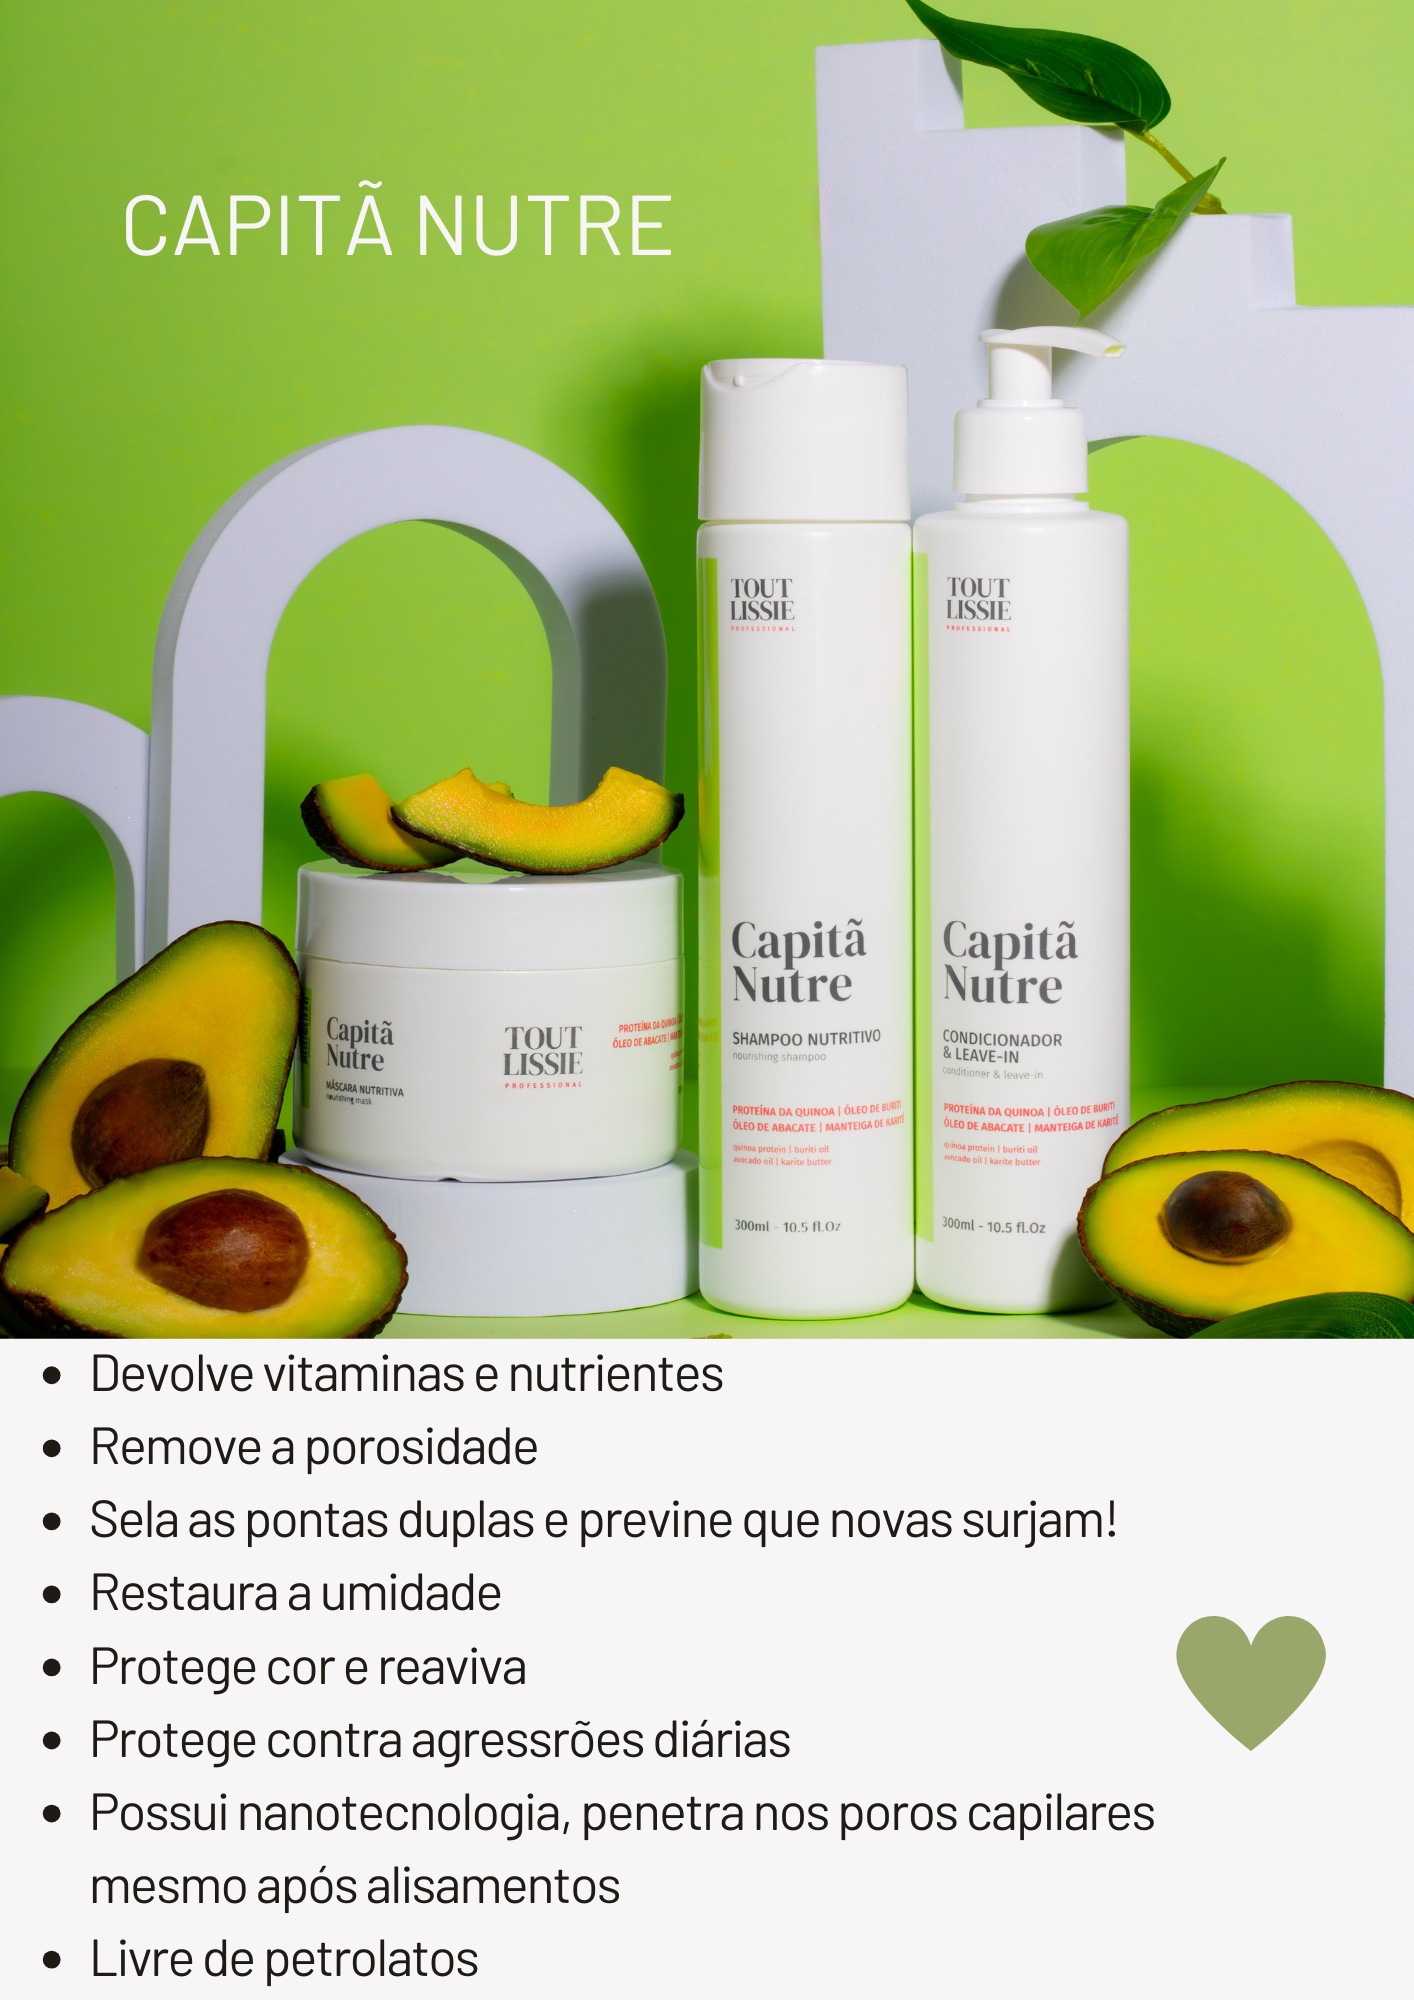 CAPITÃ NUTRE
TOUT
LISSIE
PROFESSIONAL
Capitã
Nutre
SHAMPOO NUTRITIVO
nourishing shampoo
PROTEÍNA DA QUINOA | ÓLEO DE BURITI
ÓLEO DE ABACATE | MANTEIGA DE KARITÉ
quinoa protein | buriti oil
avocado oil | karite butter
300ml - 10.5 fl.Oz
TOUT
LISSIE
PROFESSIONAL
Capitã
Nutre
CONDICIONADOR
& LEAVE-IN
conditioner & leave-in
PROTEÍNA DA QUINOA | ÓLEO DE BURITI
ÓLEO DE ABACATE | MANTEIGA DE KARITÉ
quinoa protein | buriti oil
avocado oil | karite butter
300ml - 10.5 fl.Oz
Capitã
Nutre
MÁSCARA NUTRITIVA
nourishing mask
TOUT
LISSIE
PROFESSIONAL
PROTEÍNA DA QUINOA |
ÓLEO DE ABACATE |
• Devolve vitaminas e nutrientes
• Remove a porosidade
• Sela as pontas duplas e previne que novas surjam!
• Restaura a umidade
• Protege cor e reaviva
• Protege contra agressrões diárias
• Possui nanotecnologia, penetra nos poros capilares
mesmo após alisamentos
• Livre de petrolatos